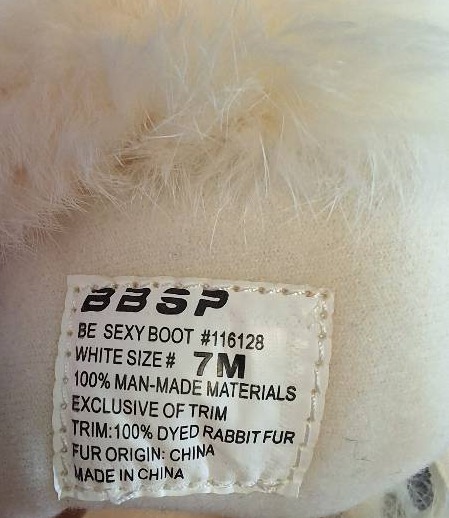 BBSP
BE SEXY BOOT #116128
WHITE SIZE# 7M
100% MAN-MADE MATERIALS
EXCLUSIVE OF TRIM
TRIM:100% DYED RABBIT FUR
FUR ORIGIN: CHINA
MADE IN CHINA